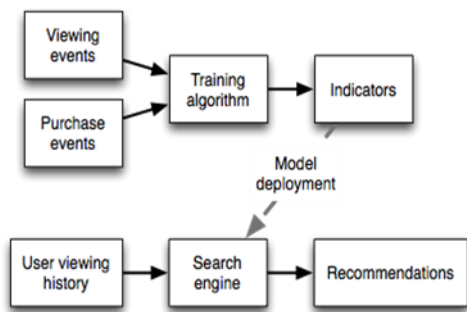 Viewing
events
Training
algorithm
Indicators
Purchase
events
Model
deployment
User viewing
history
Search
engine
Recommendations